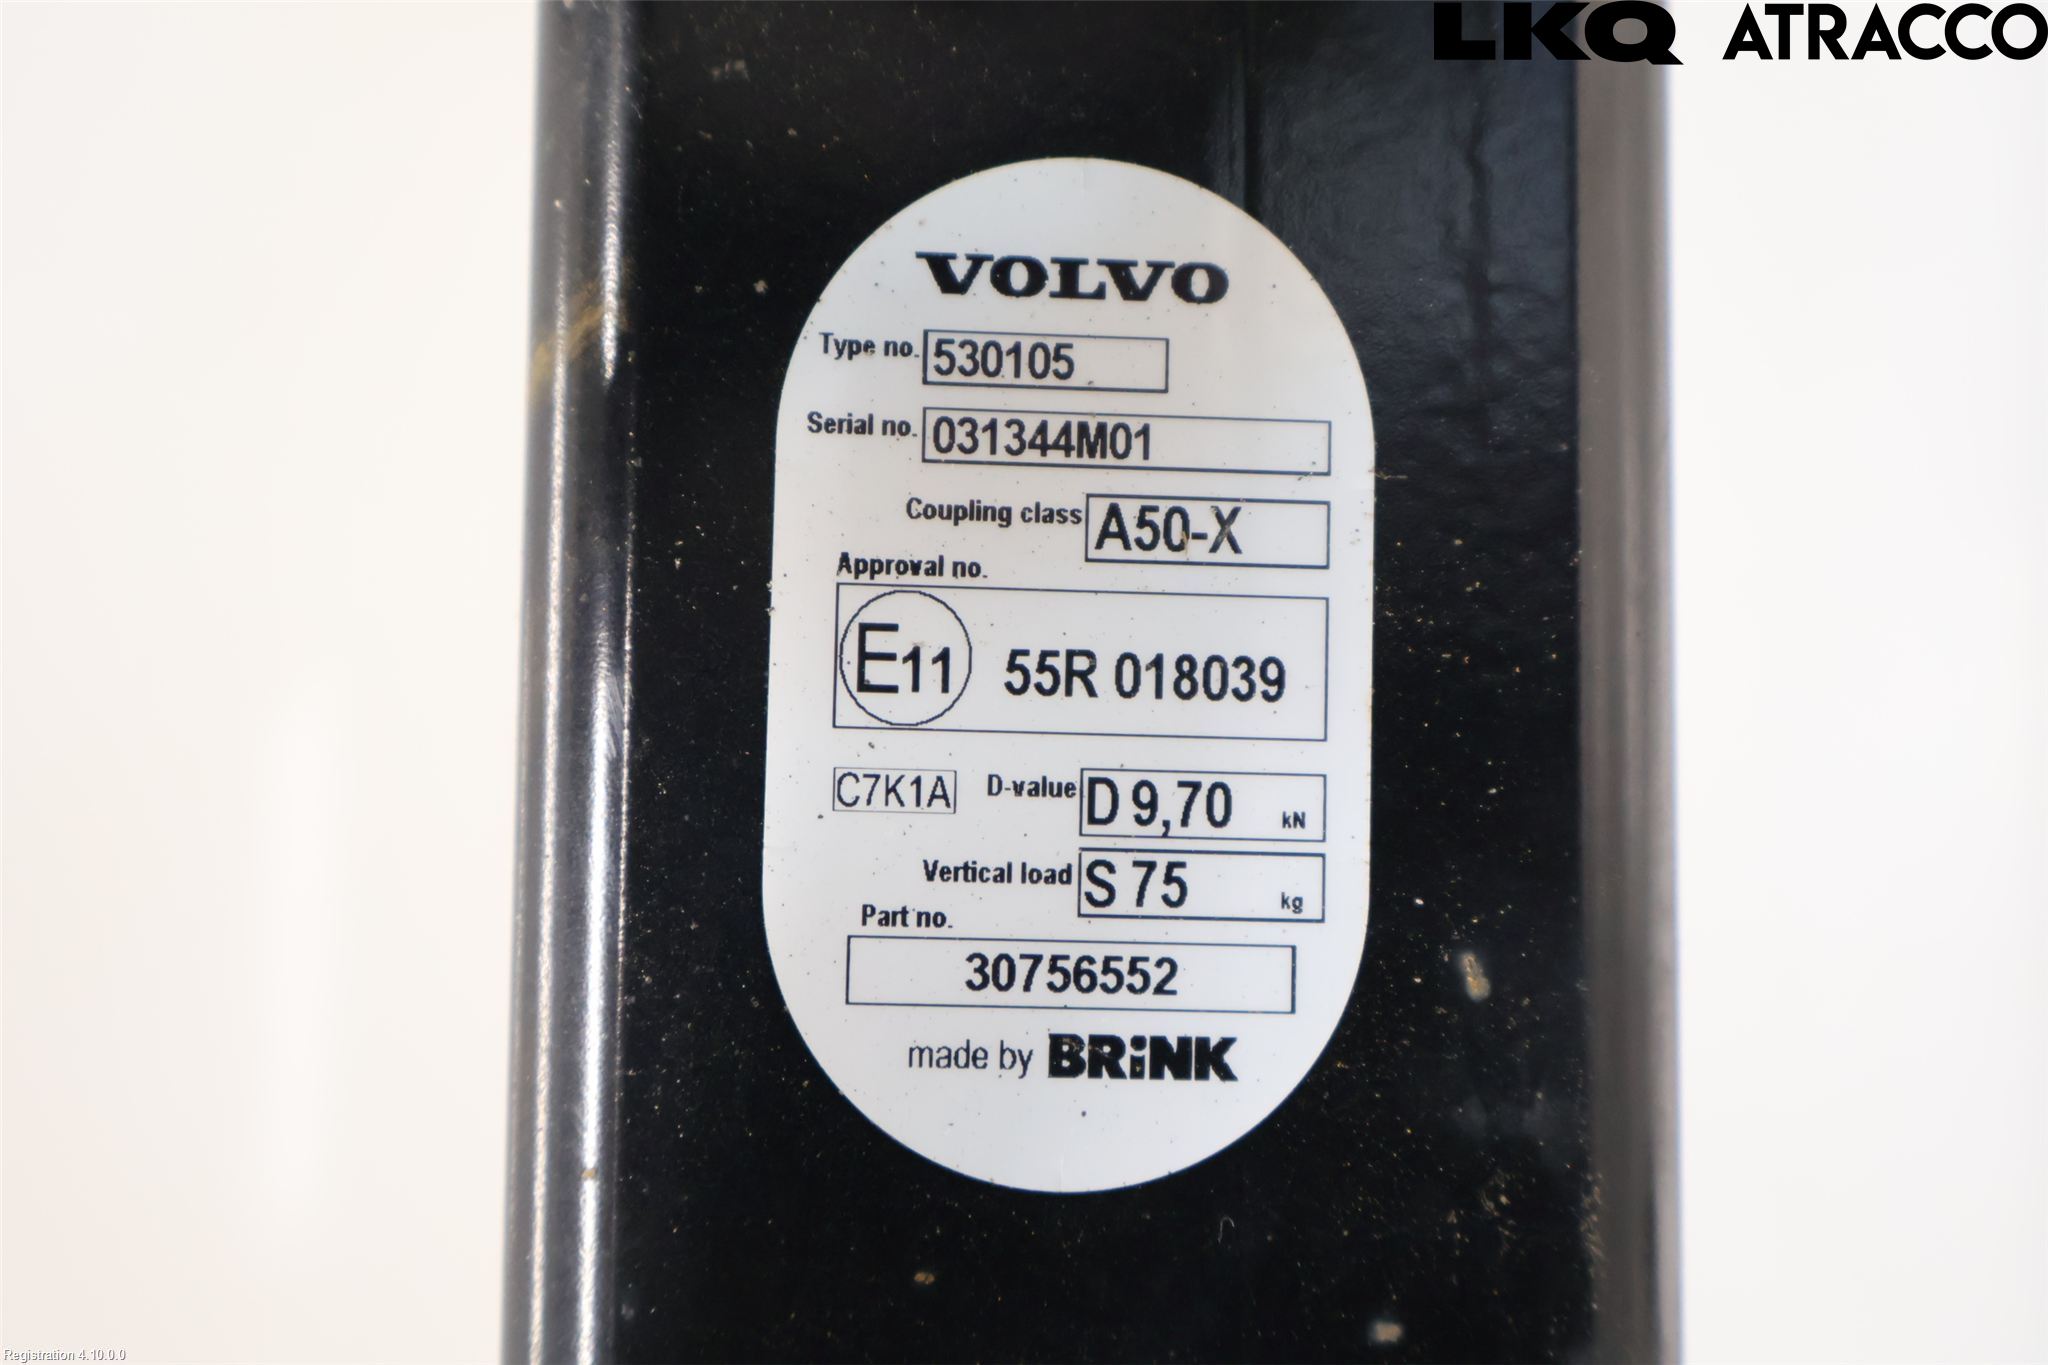 LKQ ATRACCO
VOLVO
Type no. 530105
Serial no. 031344M01
Coupling class A50-X
Approval no.
E11 55R 018039
C7K1A D-value D 9,70 kN
Vertical load S 75 kg
Part no.
30756552
made by BRiNK
Registration 4.10.0.0